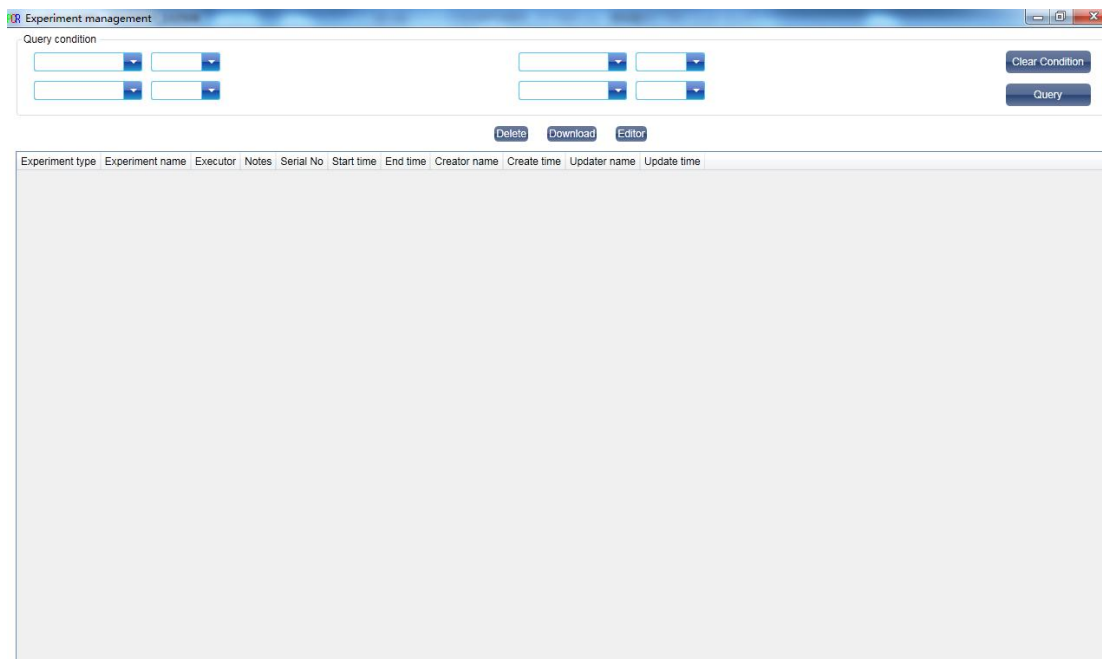 Experiment management
Query condition
Clear Condition
Query
Delete Download Editor
Experiment type Experiment name Executor Notes Serial No Start time End time Creator name Create time Updater name Update time